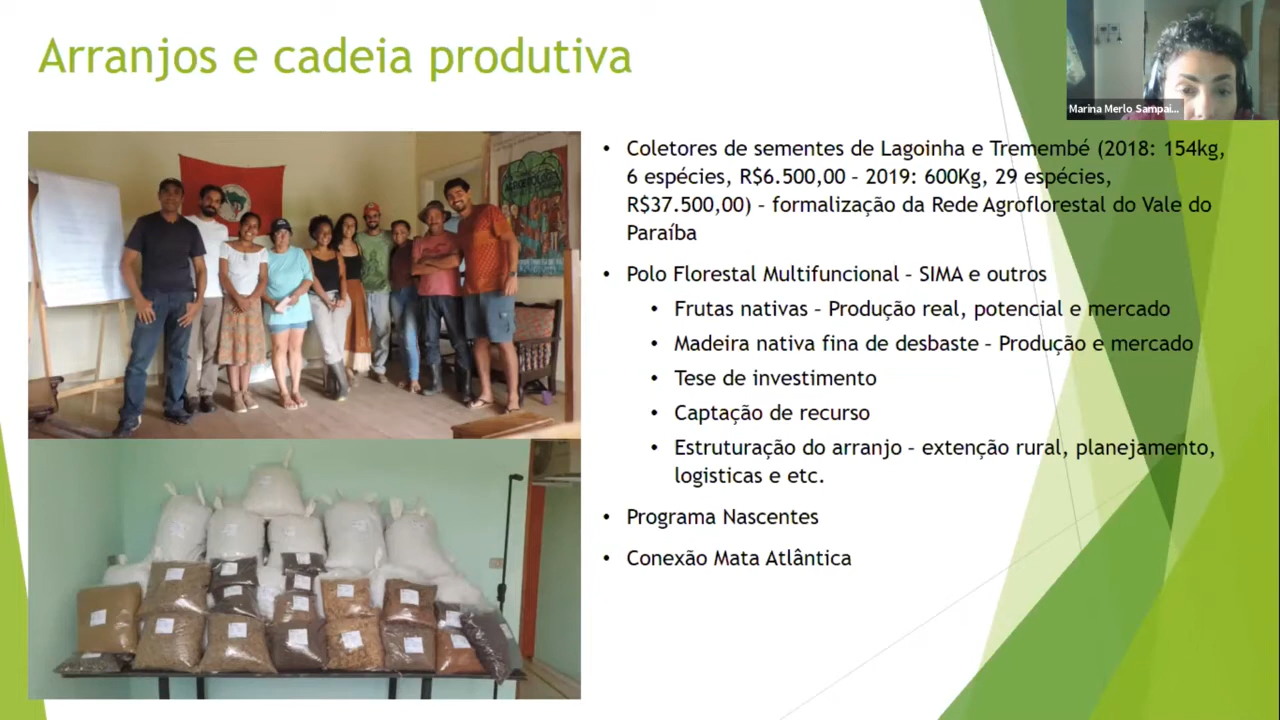 Arranjos e cadeia produtiva
Marina Merlo Sampai...
• Coletores de sementes de Lagoinha e Tremembé (2018: 154kg,
6 espécies, R$6.500,00 – 2019: 600Kg, 29 espécies,
R$37.500,00) – formalização da Rede Agroflorestal do Vale do
Paraíba
• Polo Florestal Multifuncional – SIMA e outros
• Frutas nativas – Produção real, potencial e mercado
• Madeira nativa fina de desbaste – Produção e mercado
• Tese de investimento
• Captação de recurso
• Estruturação do arranjo – extenção rural, planejamento,
logisticas e etc.
• Programa Nascentes
• Conexão Mata Atlântica